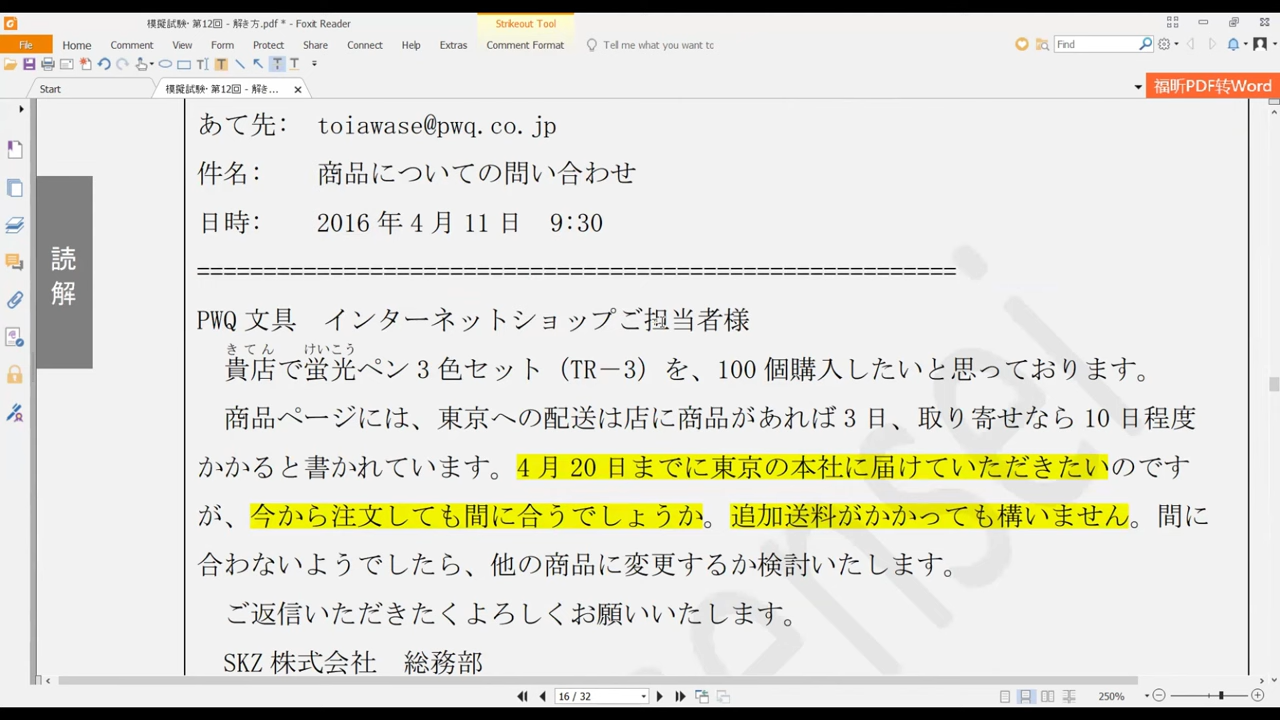 模擬試験・第12回 - 解き方.pdf * - Foxit Reader
Strikeout Tool
File Home Comment View Form Protect Share Connect Help Extras Comment Format Tell me what you want tc Find
Start 模擬試験・第12回 - 解き... 福昕PDF转Word
あて先： toiawase@pwq.co.jp
件名： 商品についての問い合わせ
日時： 2016年4月11日 9:30
=========================================================
PWQ文具 インターネットショップご担当者様
きてん けいこう
貴店で蛍光ペン3色セット（TR－3）を、100個購入したいと思っております。
商品ページには、東京への配送は店に商品があれば3日、取り寄せなら10日程度
かかると書かれています。4月20日までに東京の本社に届けていただきたいのです
が、今から注文しても間に合うでしょうか。追加送料がかかっても構いません。間に
合わないようでしたら、他の商品に変更するか検討いたします。
ご返信いただきたくよろしくお願いいたします。
SKZ株式会社 総務部
読解
sensei
16 / 32 250%